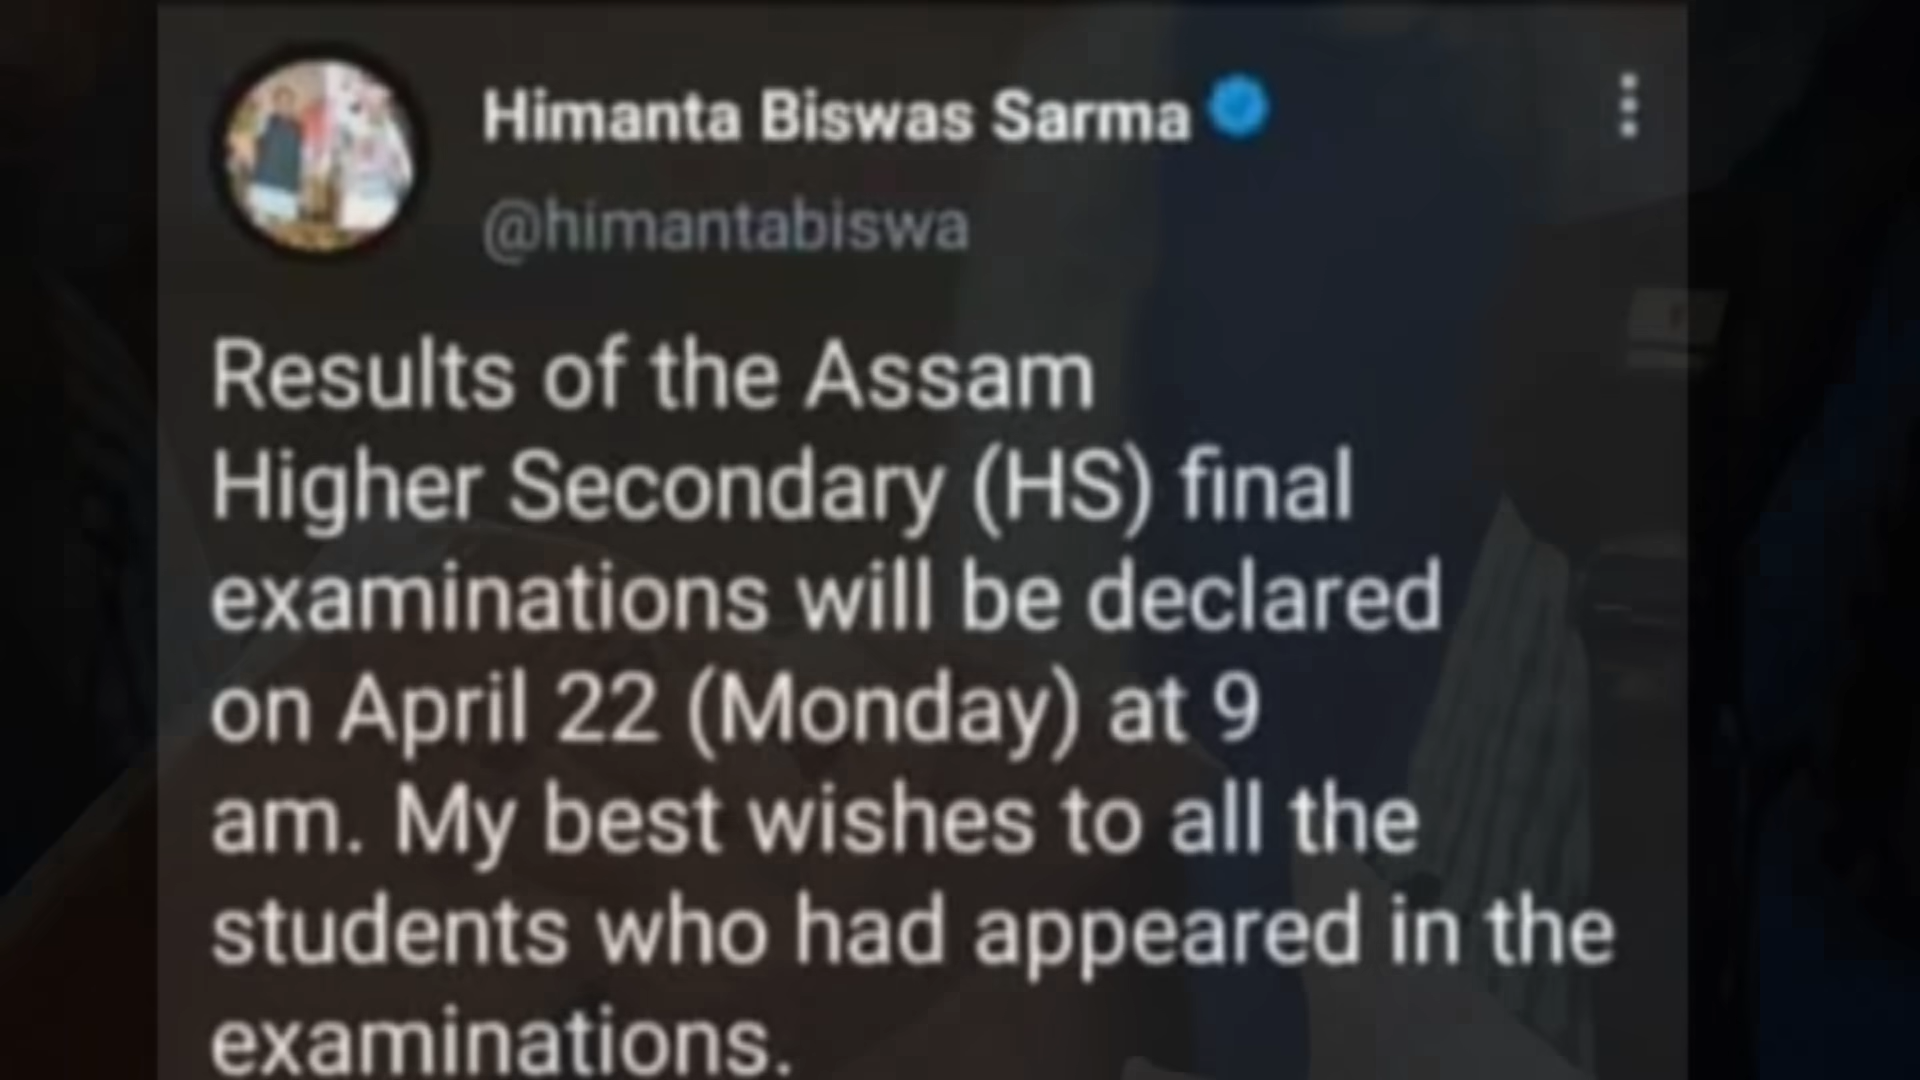 Himanta Biswas Sarma
@himantabiswa
Results of the Assam
Higher Secondary (HS) final
examinations will be declared
on April 22 (Monday) at 9
am. My best wishes to all the
students who had appeared in the
examinations.